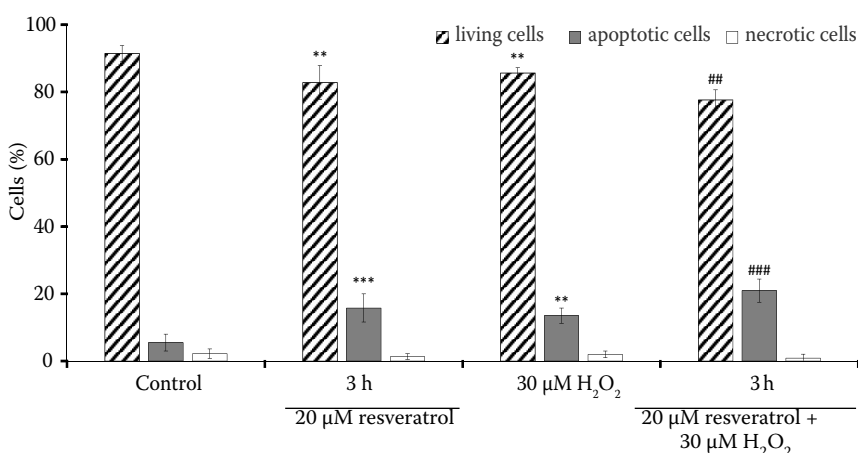 100
living cells apoptotic cells necrotic cells
** ** ##
80
60
Cells (%)
40
*** ** ###
20
0
Control 3 h 30 µM H₂O₂ 3 h
20 µM resveratrol 20 µM resveratrol +
30 µM H₂O₂